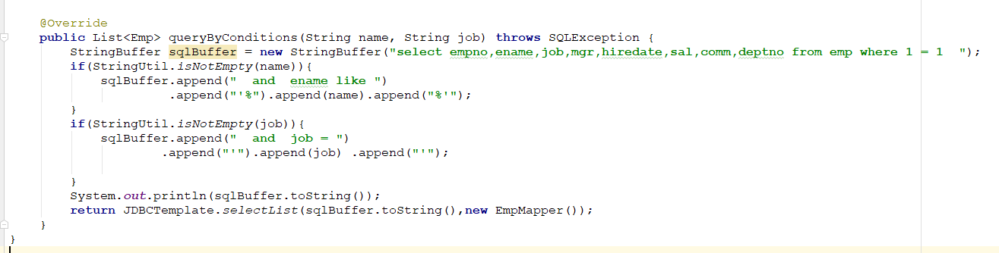 @Override
public List<Emp> queryByConditions(String name, String job) throws SQLException {
StringBuffer sqlBuffer = new StringBuffer("select empno,ename,job,mgr,hiredate,sal,comm,deptno from emp where 1 = 1  ");
if(StringUtil.isNotEmpty(name)){
sqlBuffer.append("  and  ename like ")
.append("'%").append(name).append("%'");
}
if(StringUtil.isNotEmpty(job)){
sqlBuffer.append("  and  job = ")
.append("'").append(job) .append("'");
}
System.out.println(sqlBuffer.toString());
return JDBCTemplate.selectList(sqlBuffer.toString(),new EmpMapper());
}
}